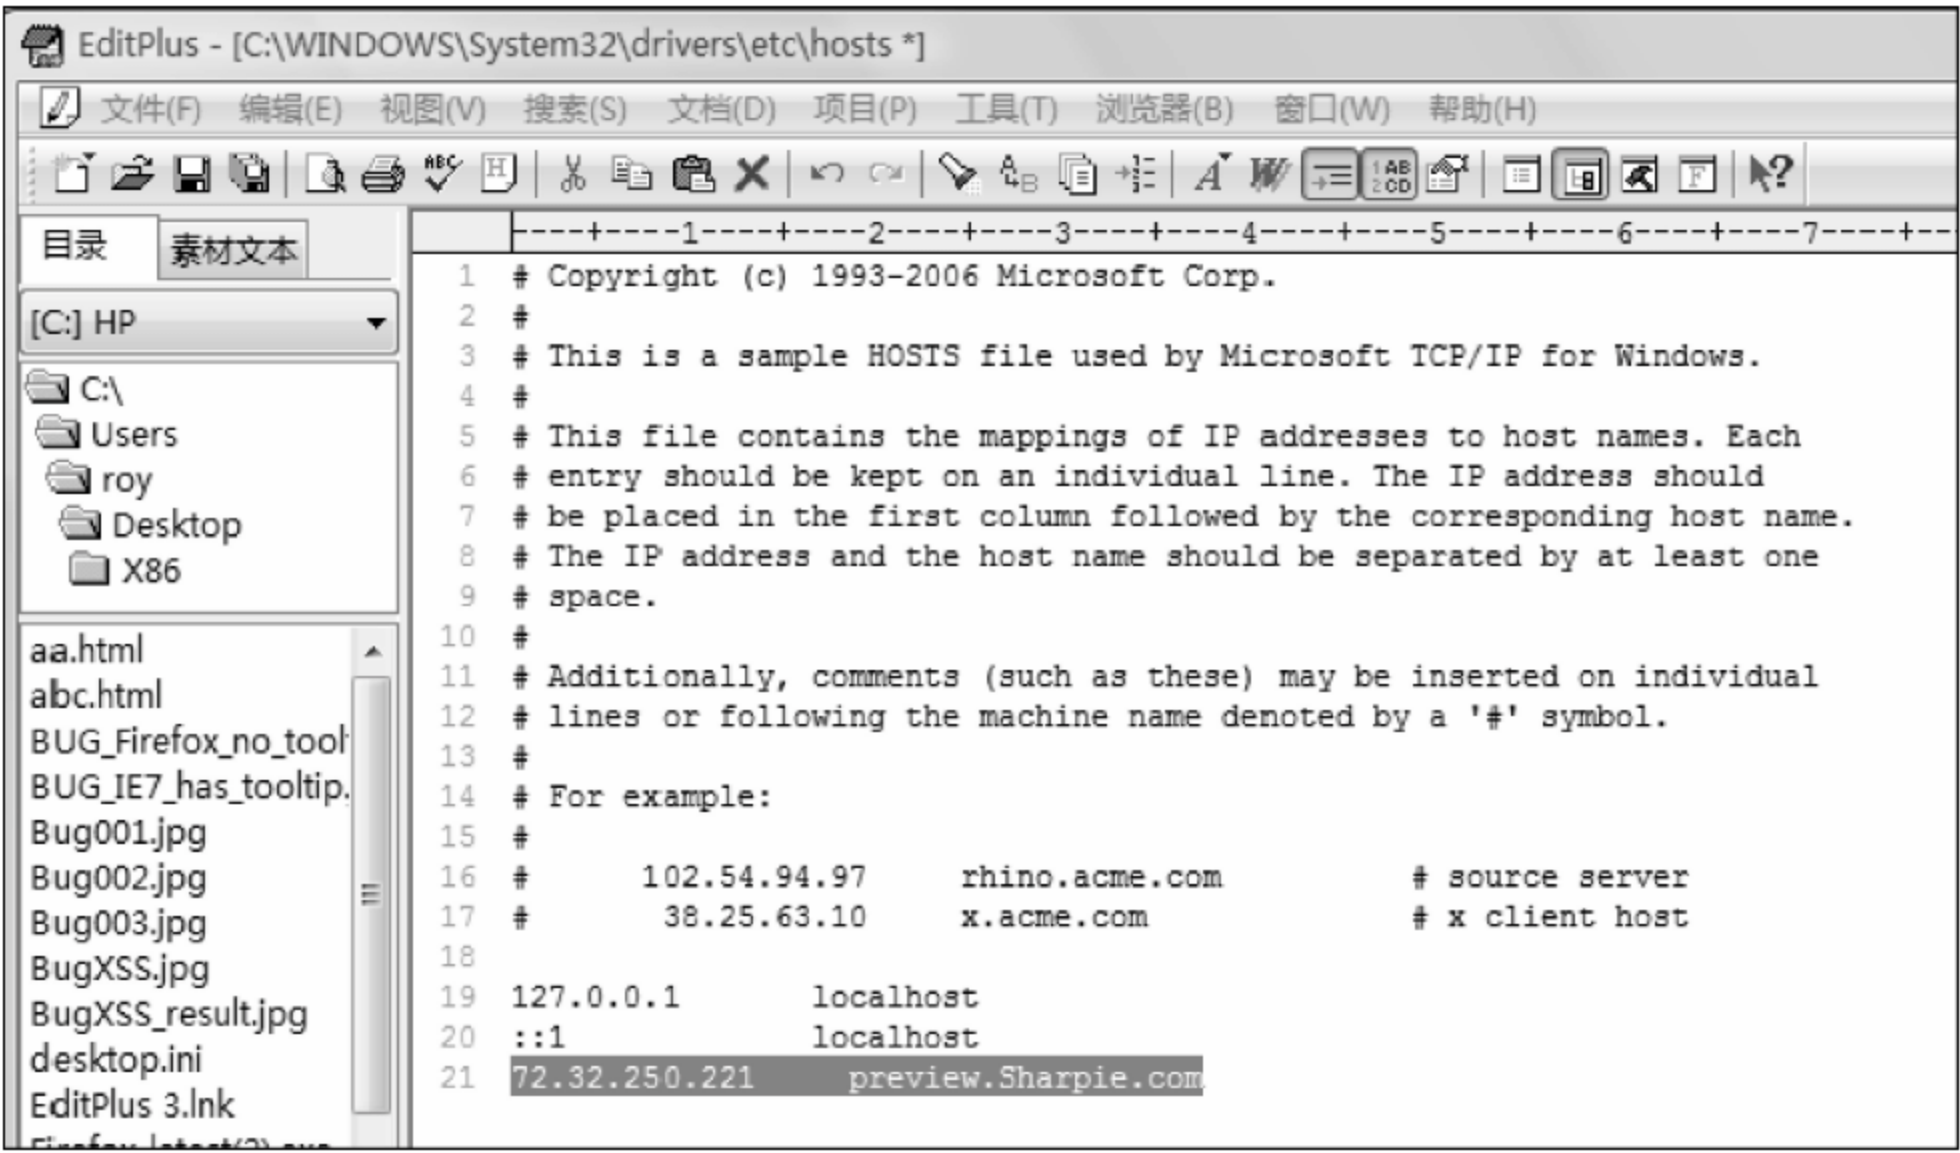 EditPlus - [C:\WINDOWS\System32\drivers\etc\hosts *]
文件(F) 编辑(E) 视图(V) 搜索(S) 文档(D) 项目(P) 工具(T) 浏览器(B) 窗口(W) 帮助(H)
目录 素材文本
[C:] HP
C:\
Users
roy
Desktop
X86
aa.html
abc.html
BUG_Firefox_no_tool
BUG_IE7_has_tooltip.
Bug001.jpg
Bug002.jpg
Bug003.jpg
BugXSS.jpg
BugXSS_result.jpg
desktop.ini
EditPlus 3.lnk
Firefox_latest(2).exe
----+----1----+----2----+----3----+----4----+----5----+----6----+----7----+--
1 # Copyright (c) 1993-2006 Microsoft Corp.
2 #
3 # This is a sample HOSTS file used by Microsoft TCP/IP for Windows.
4 #
5 # This file contains the mappings of IP addresses to host names. Each
6 # entry should be kept on an individual line. The IP address should
7 # be placed in the first column followed by the corresponding host name.
8 # The IP address and the host name should be separated by at least one
9 # space.
10 #
11 # Additionally, comments (such as these) may be inserted on individual
12 # lines or following the machine name denoted by a '#' symbol.
13 #
14 # For example:
15 #
16 # 102.54.94.97 rhino.acme.com # source server
17 # 38.25.63.10 x.acme.com # x client host
18
19 127.0.0.1 localhost
20 ::1 localhost
21 72.32.250.221 preview.Sharpie.com